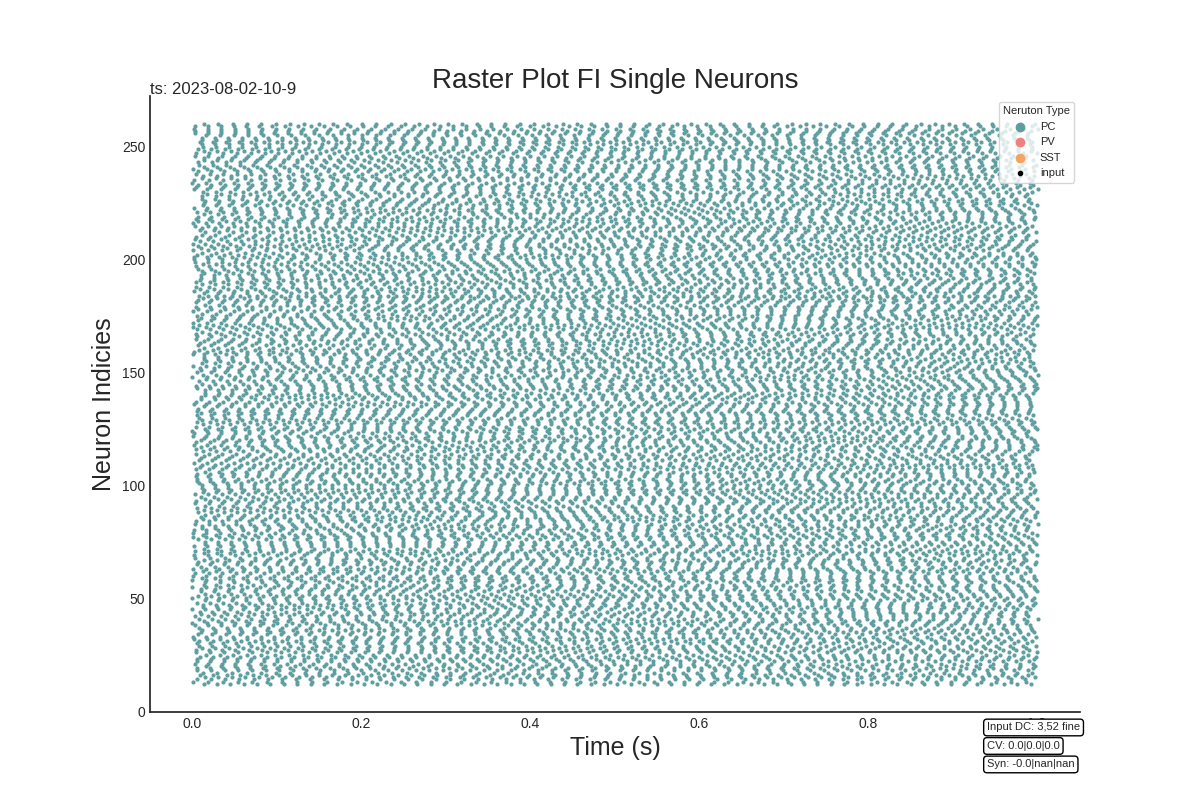 Raster Plot FI Single Neurons
ts: 2023-08-02-10-9
Neruton Type
PC
PV
SST
input
Neuron Indicies
250
200
150
100
50
0
0.0 0.2 0.4 0.6 0.8
Time (s)
Input DC: 3,52 fine
CV: 0.0|0.0|0.0
Syn: -0.0|nan|nan